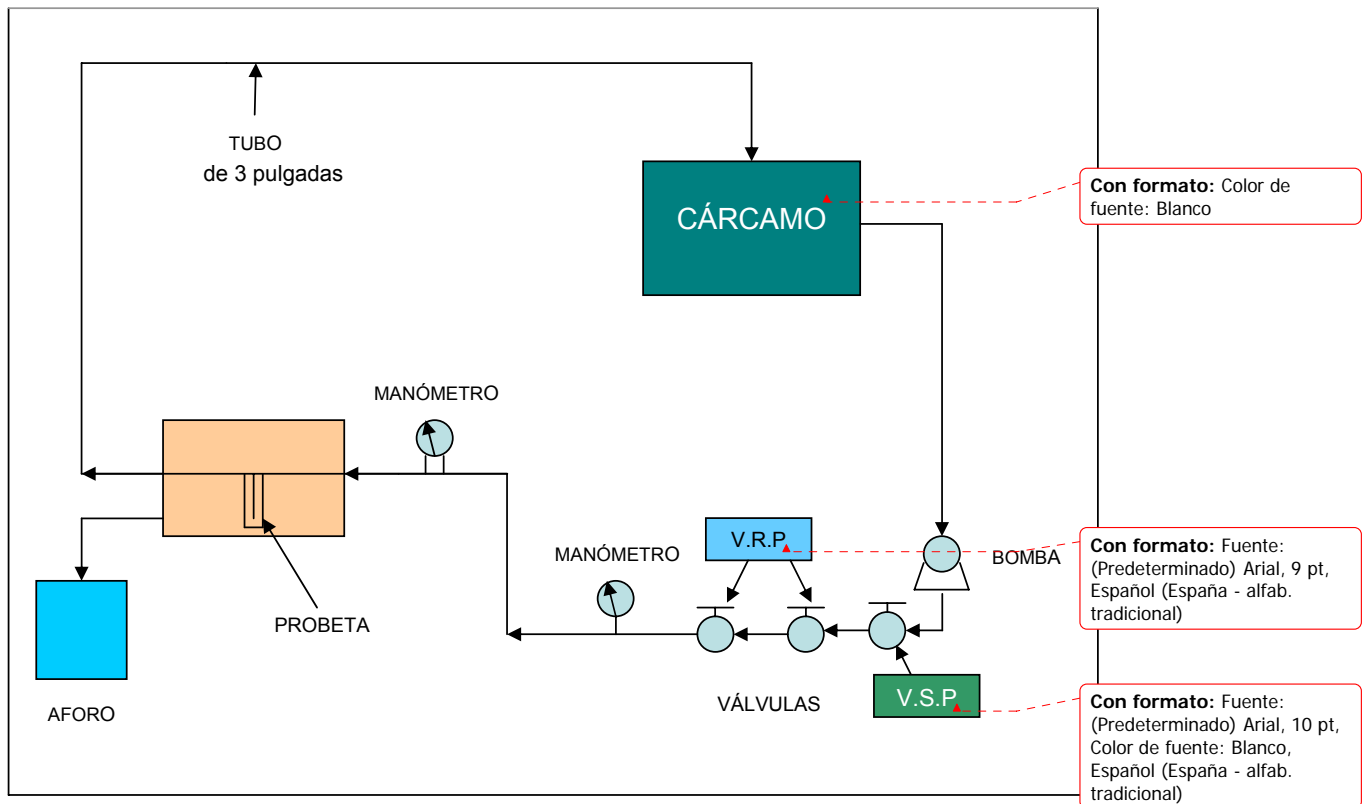 TUBO
de 3 pulgadas
CÁRCAMO
Con formato: Color de
fuente: Blanco
MANÓMETRO
MANÓMETRO
V.R.P.
BOMBA
Con formato: Fuente:
(Predeterminado) Arial, 9 pt,
Español (España - alfab.
tradicional)
PROBETA
AFORO
VÁLVULAS
V.S.P.
Con formato: Fuente:
(Predeterminado) Arial, 10 pt,
Color de fuente: Blanco,
Español (España - alfab.
tradicional)